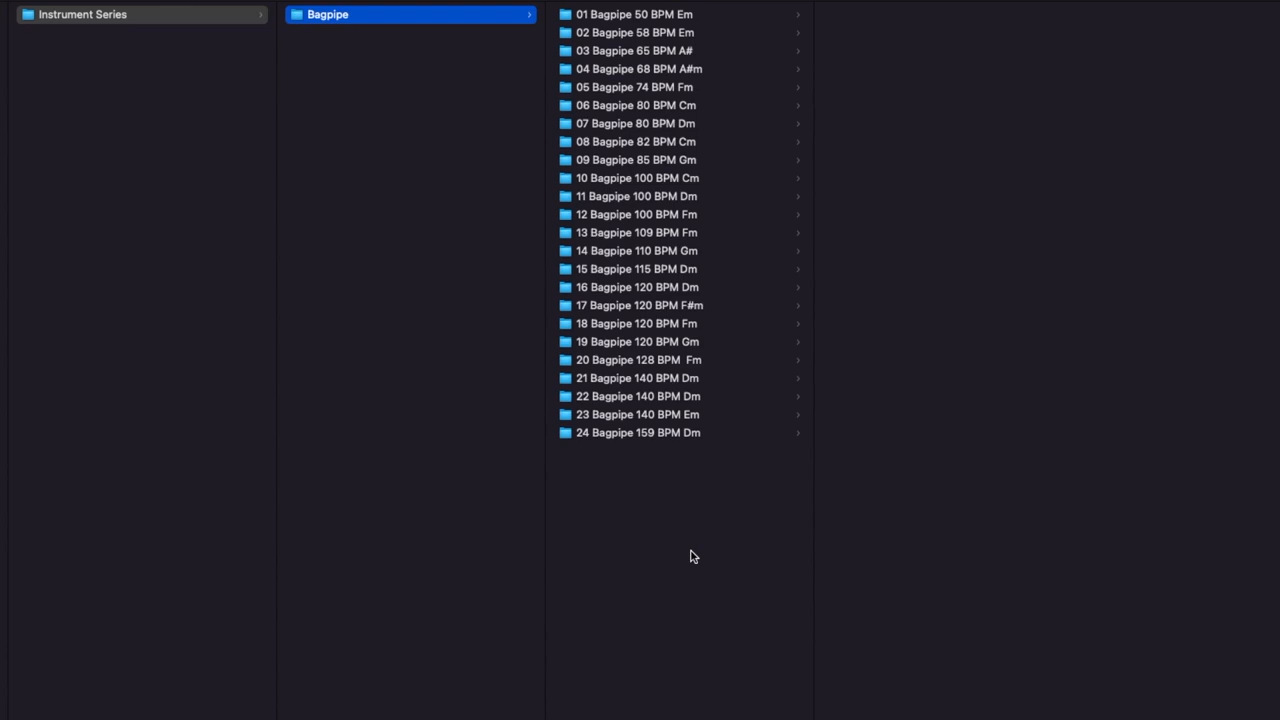 Instrument Series
Bagpipe
01 Bagpipe 50 BPM Em
02 Bagpipe 58 BPM Em
03 Bagpipe 65 BPM A#
04 Bagpipe 68 BPM A#m
05 Bagpipe 74 BPM Fm
06 Bagpipe 80 BPM Cm
07 Bagpipe 80 BPM Dm
08 Bagpipe 82 BPM Cm
09 Bagpipe 85 BPM Gm
10 Bagpipe 100 BPM Cm
11 Bagpipe 100 BPM Dm
12 Bagpipe 100 BPM Fm
13 Bagpipe 109 BPM Fm
14 Bagpipe 110 BPM Gm
15 Bagpipe 115 BPM Dm
16 Bagpipe 120 BPM Dm
17 Bagpipe 120 BPM F#m
18 Bagpipe 120 BPM Fm
19 Bagpipe 120 BPM Gm
20 Bagpipe 128 BPM  Fm
21 Bagpipe 140 BPM Dm
22 Bagpipe 140 BPM Dm
23 Bagpipe 140 BPM Em
24 Bagpipe 159 BPM Dm